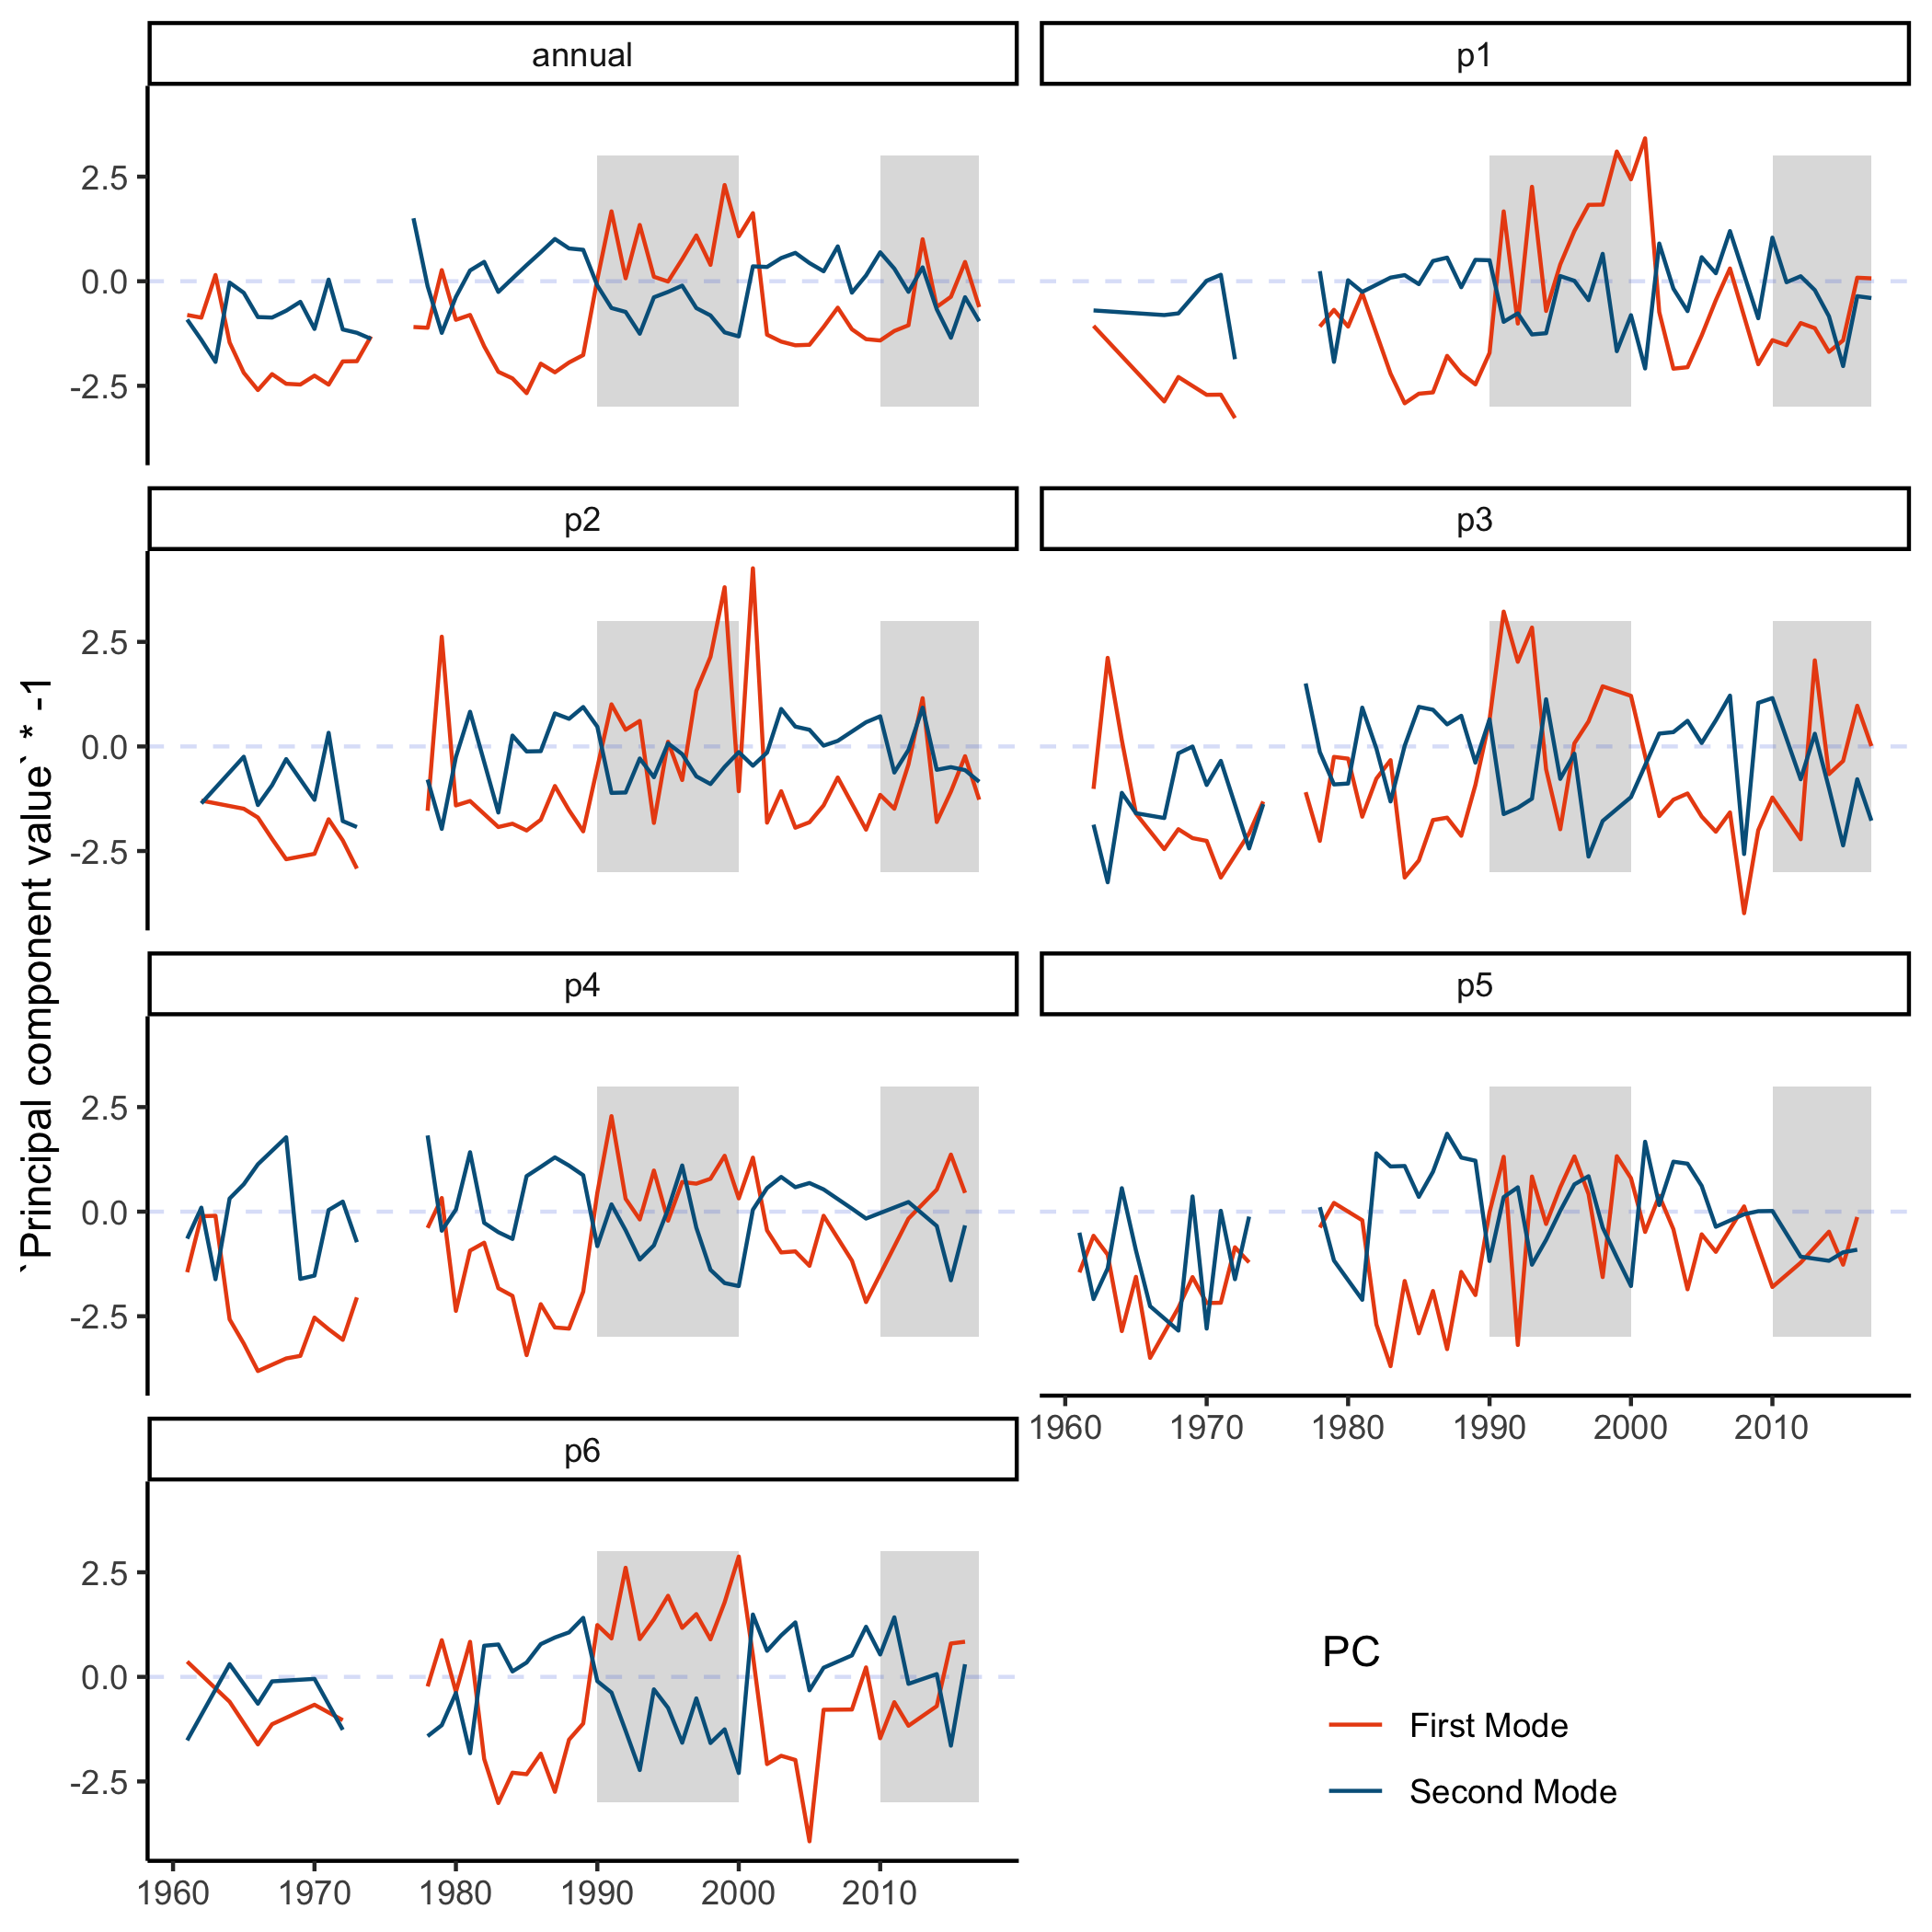 annual
p1
2.5
0.0
-2.5
p2
p3
2.5
0.0
-2.5
`Principal component value` * -1
p4
p5
2.5
0.0
-2.5
1960 1970 1980 1990 2000 2010
p6
2.5
0.0
-2.5
1960 1970 1980 1990 2000 2010
PC
First Mode
Second Mode